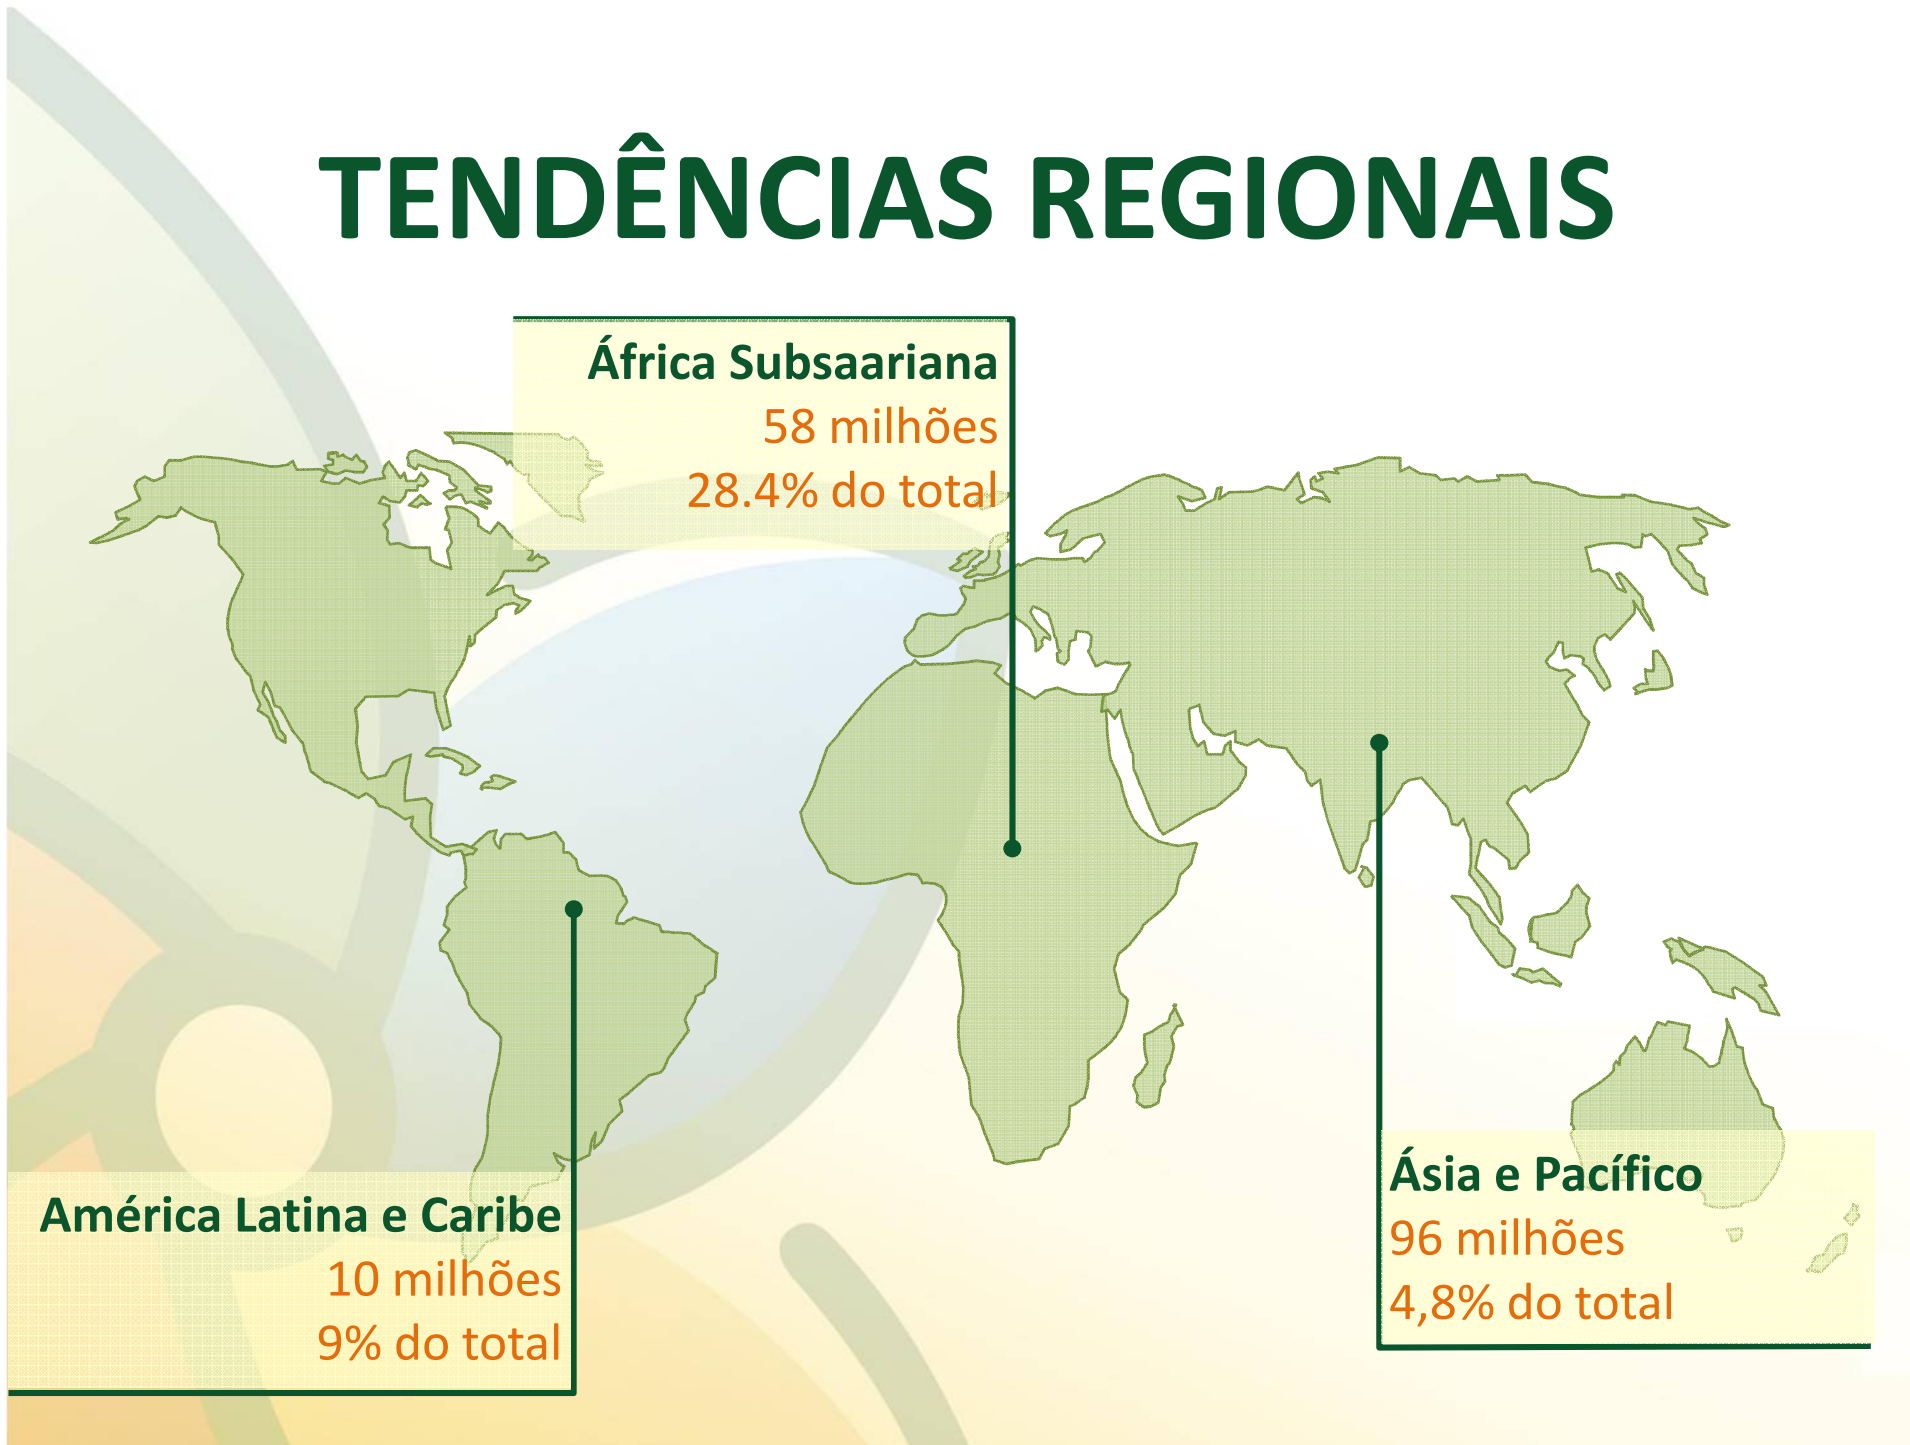 TENDÊNCIAS REGIONAIS
África Subsaariana
58 milhões
28.4% do total
América Latina e Caribe
10 milhões
9% do total
Ásia e Pacífico
96 milhões
4,8% do total